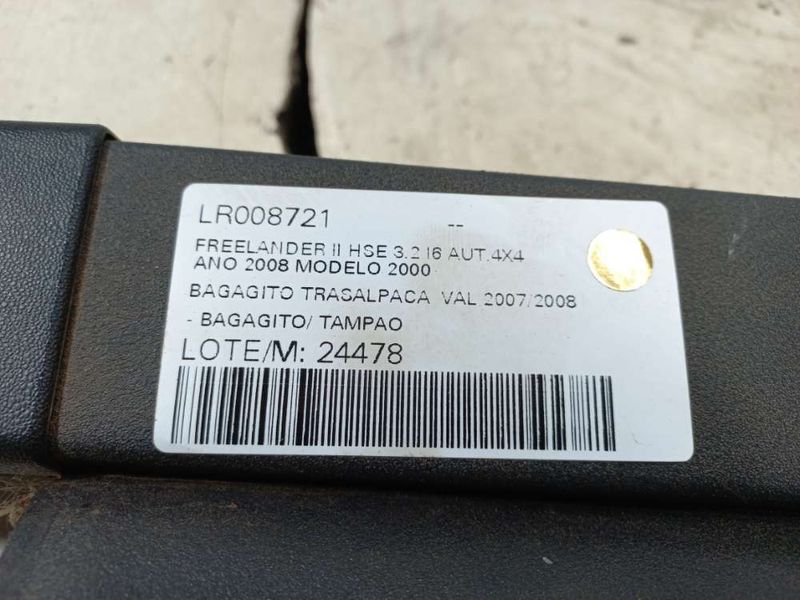 LR008721 --
FREELANDER II HSE 3.2 I6 AUT.4X4
ANO 2008 MODELO 2000
BAGAGITO TRASALPACA VAL 2007/2008
- BAGAGITO/ TAMPAO
LOTE/M: 24478